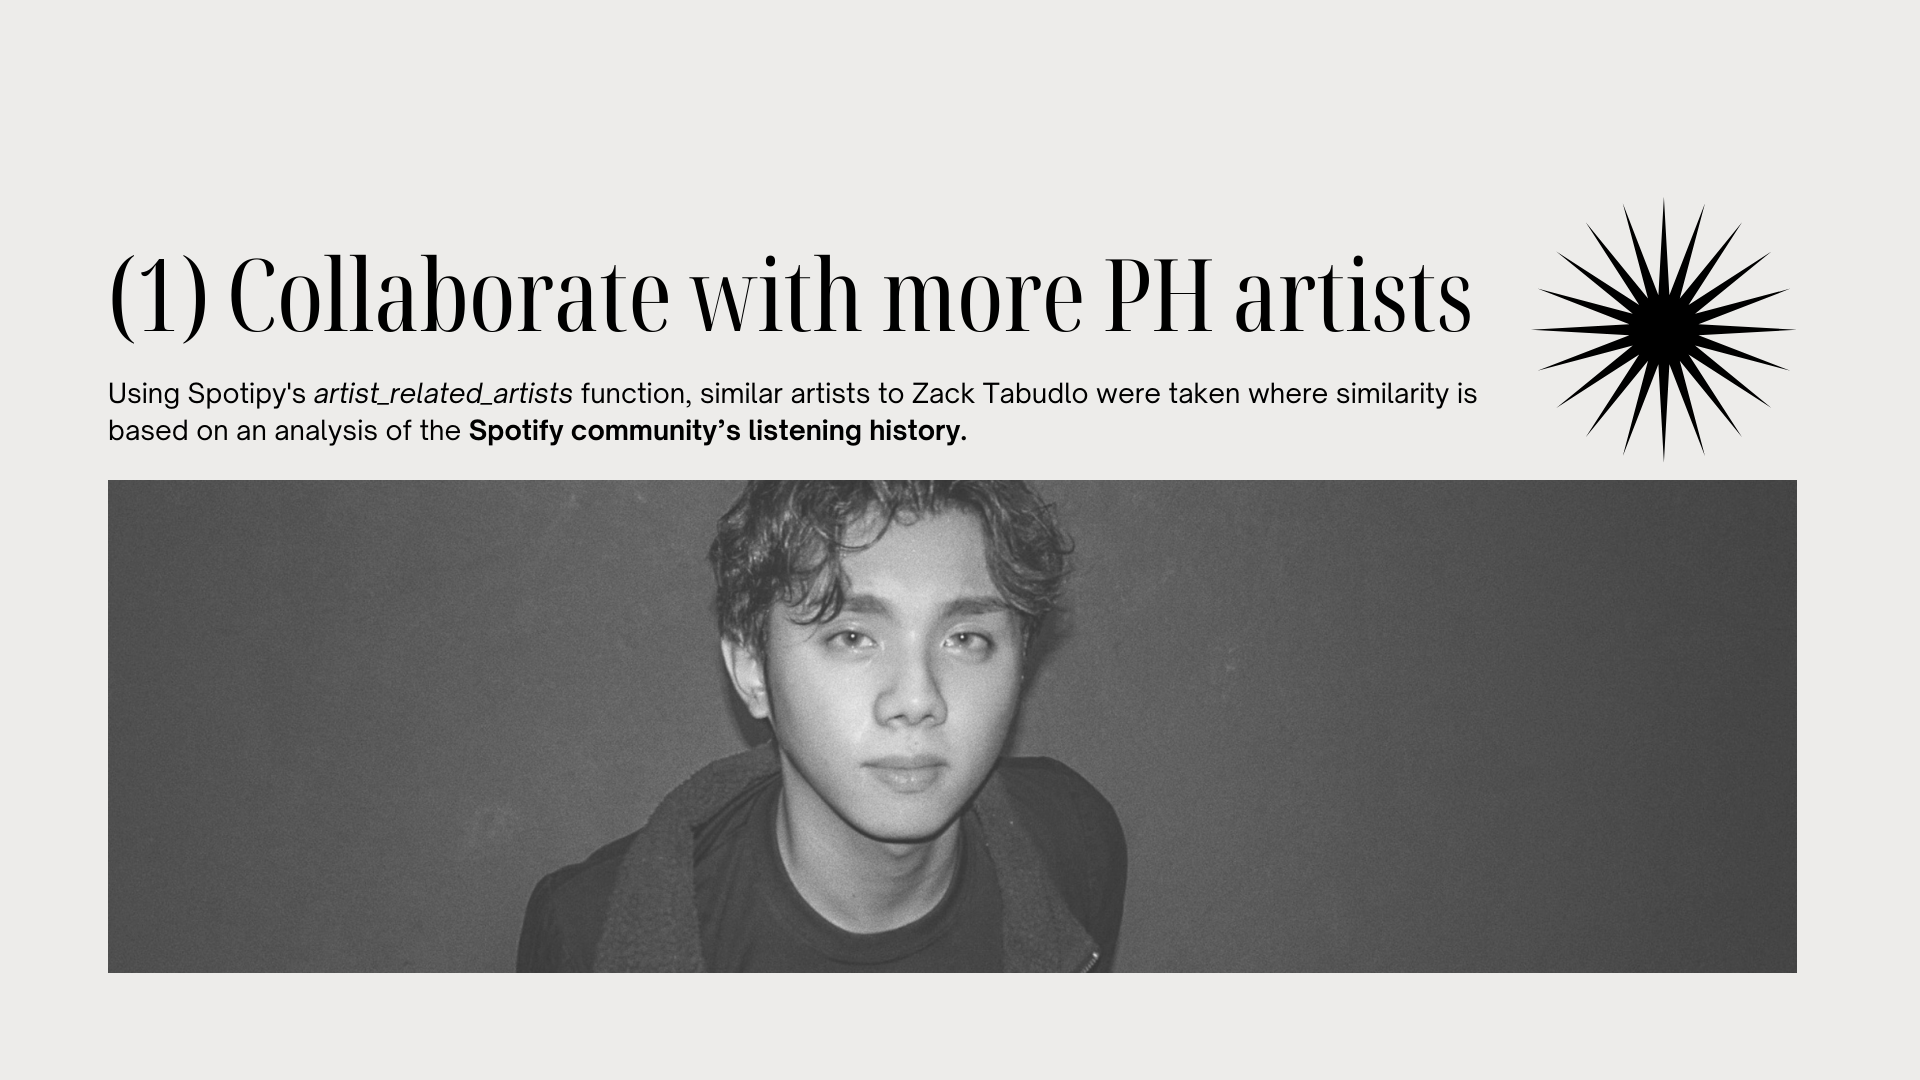 (1) Collaborate with more PH artists
Using Spotipy's artist_related_artists function, similar artists to Zack Tabudlo were taken where similarity is
based on an analysis of the Spotify community’s listening history.